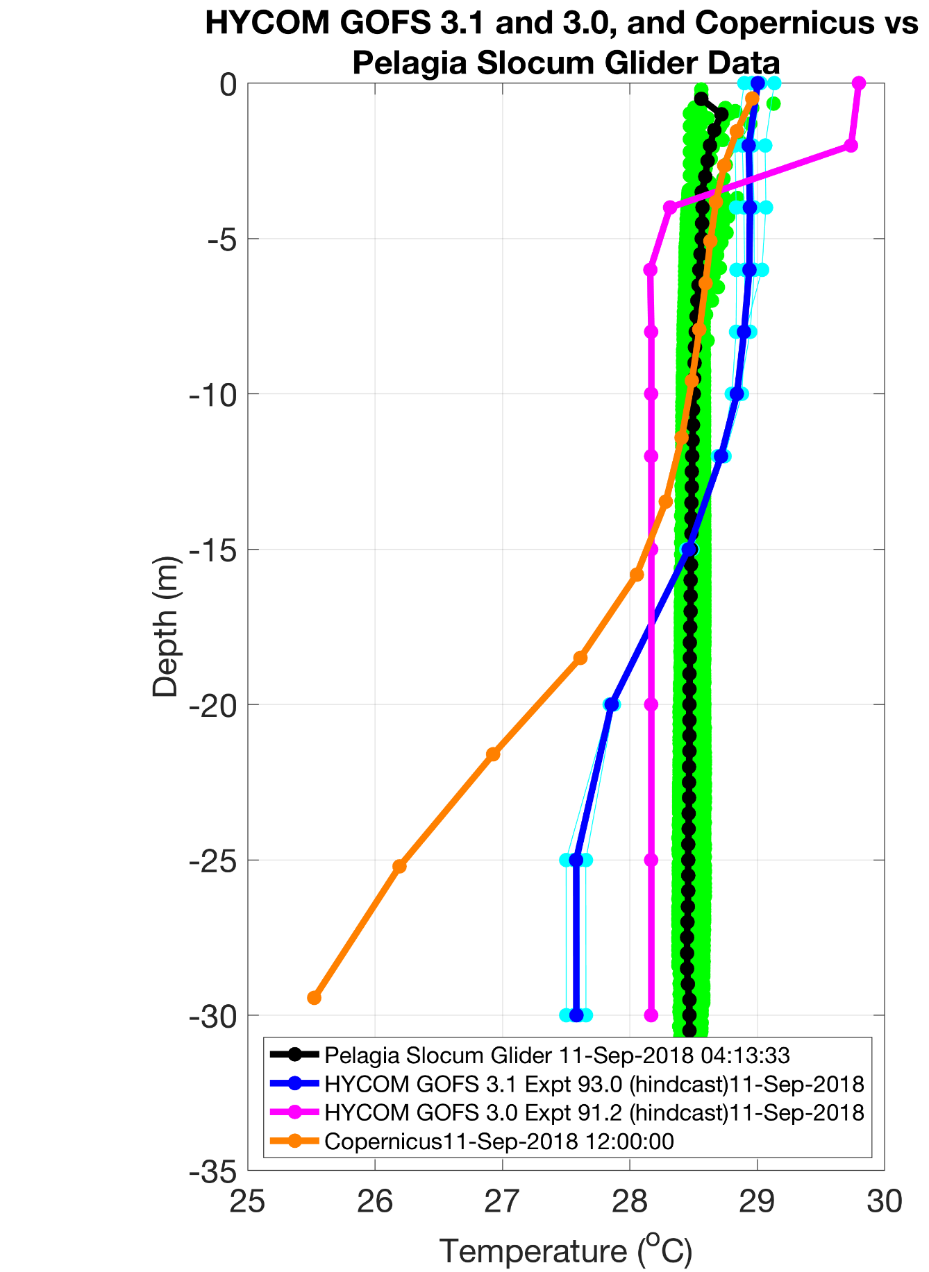 HYCOM GOFS 3.1 and 3.0, and Copernicus vs
Pelagia Slocum Glider Data
0
-5
-10
-15
-20
-25
-30
-35
Depth (m)
Pelagia Slocum Glider 11-Sep-2018 04:13:33
HYCOM GOFS 3.1 Expt 93.0 (hindcast)11-Sep-2018
HYCOM GOFS 3.0 Expt 91.2 (hindcast)11-Sep-2018
Copernicus11-Sep-2018 12:00:00
25 26 27 28 29 30
Temperature (°C)